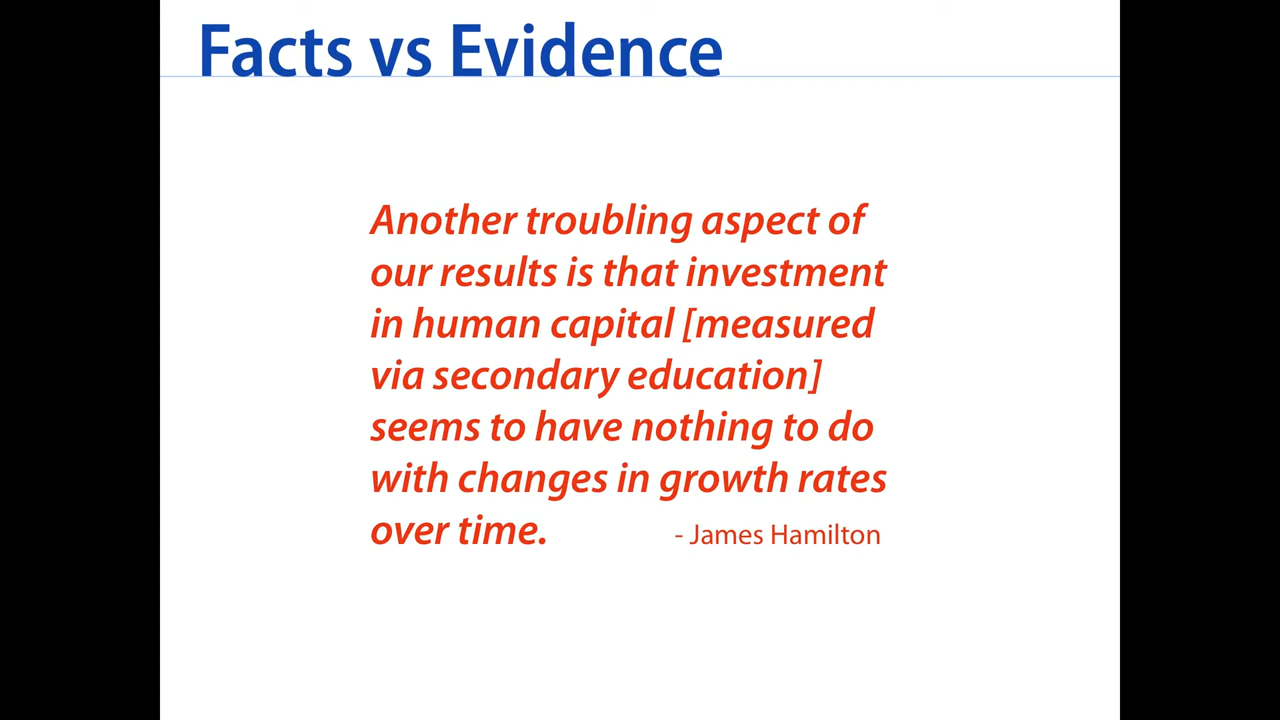 Facts vs Evidence
Another troubling aspect of
our results is that investment
in human capital [measured
via secondary education]
seems to have nothing to do
with changes in growth rates
over time. - James Hamilton